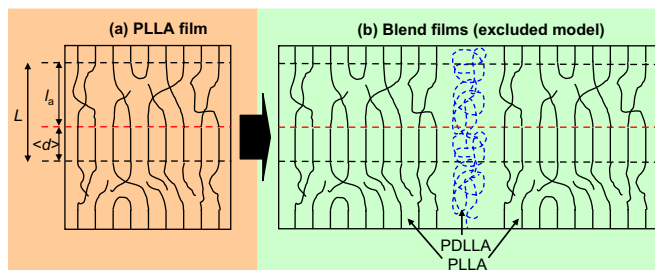 (a) PLLA film
(b) Blend films (excluded model)
lₐ
L
<d>
PDLLA
PLLA